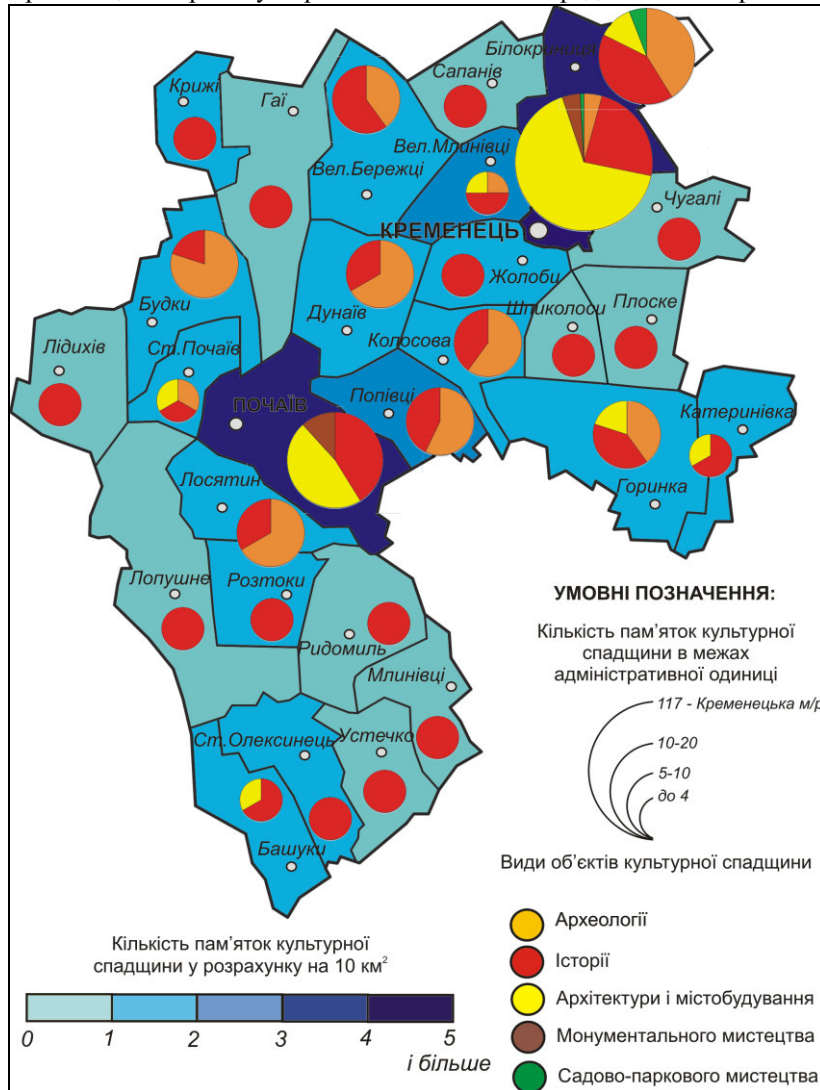 Білокриниця
Сапанів
Крижі
Гаї
Вел.Млинівці
Вел.Бережці
Чугалі
КРЕМЕНЕЦЬ
Жолоби
Будки
Дунаїв
Шпиколоси
Плоске
Колосова
Лідихів
Ст.Почаїв
ПОЧАЇВ
Попівці
Катеринівка
Лосятин
Горинка
Лопушне
Розтоки
Ридомиль
Млинівці
Ст.Олексинець
Устечко
Башуки
УМОВНІ ПОЗНАЧЕННЯ:
Кількість пам’яток культурної
спадщини в межах
адміністративної одиниці
117 - Кременецька м/р
10-20
5-10
до 4
Види об’єктів культурної спадщини
Археології
Історії
Архітектури і містобудування
Монументального мистецтва
Садово-паркового мистецтва
Кількість пам’яток культурної
спадщини у розрахунку на 10 км²
0 1 2 3 4 5
і більше